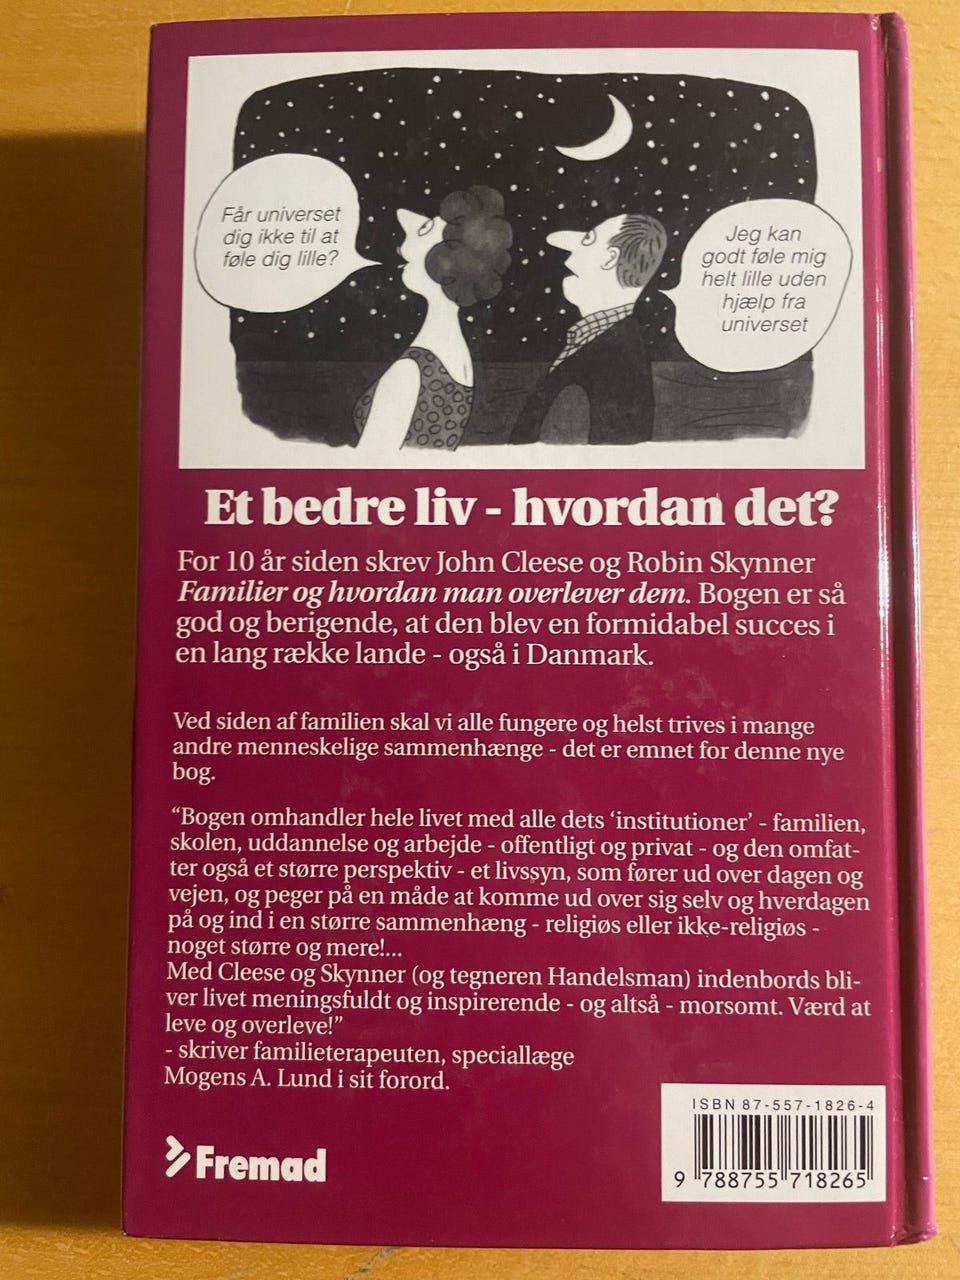 Får universet
dig ikke til at
føle dig lille?
Jeg kan
godt føle mig
helt lille uden
hjælp fra
universet
Et bedre liv - hvordan det?
For 10 år siden skrev John Cleese og Robin Skynner
Familier og hvordan man overlever dem. Bogen er så
god og berigende, at den blev en formidabel succes i
en lang række lande - også i Danmark.
Ved siden af familien skal vi alle fungere og helst trives i mange
andre menneskelige sammenhænge - det er emnet for denne nye
bog.
“Bogen omhandler hele livet med alle dets ‘institutioner’ - familien,
skolen, uddannelse og arbejde - offentligt og privat - og den omfat-
ter også et større perspektiv - et livssyn, som fører ud over dagen og
vejen, og peger på en måde at komme ud over sig selv og hverdagen
på og ind i en større sammenhæng - religiøs eller ikke-religiøs -
noget større og mere!...
Med Cleese og Skynner (og tegneren Handelsman) indenbords bli-
ver livet meningsfuldt og inspirerende - og altså - morsomt. Værd at
leve og overleve!”
- skriver familieterapeuten, speciallæge
Mogens A. Lund i sit forord.
Fremad
ISBN 87-557-1826-4
9 788755 718265